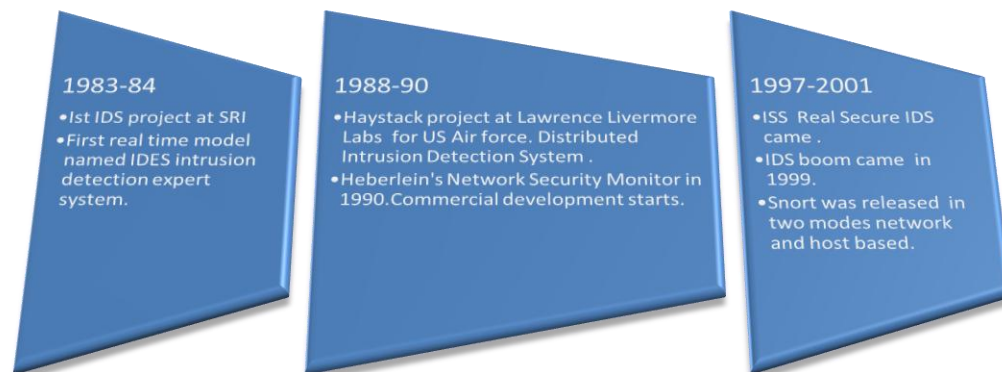 1983-84
•Ist IDS project at SRI
•First real time model
named IDES intrusion
detection expert
system.
1988-90
•Haystack project at Lawrence Livermore
Labs for US Air force. Distributed
Intrusion Detection System .
•Heberlein's Network Security Monitor in
1990.Commercial development starts.
1997-2001
•ISS Real Secure IDS
came .
•IDS boom came in
1999.
•Snort was released in
two modes network
and host based.